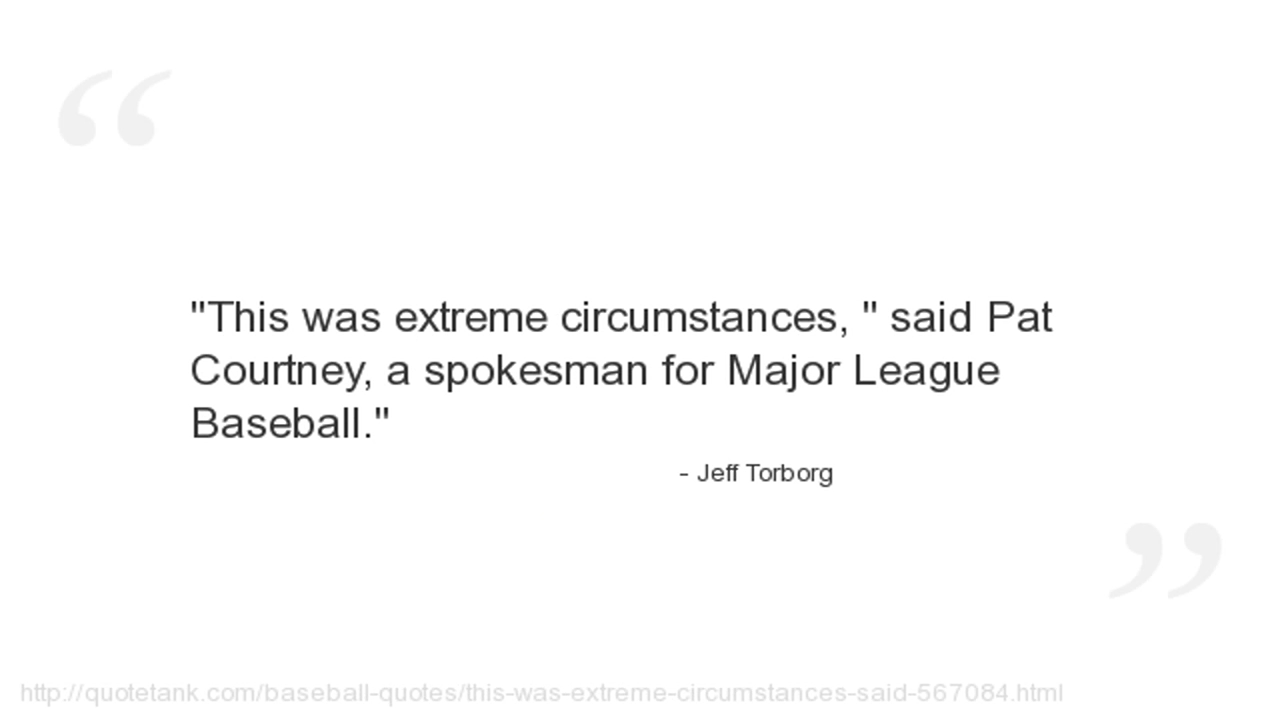 "This was extreme circumstances, " said Pat
Courtney, a spokesman for Major League
Baseball."
- Jeff Torborg
http://quotetank.com/baseball-quotes/this-was-extreme-circumstances-said-567084.html